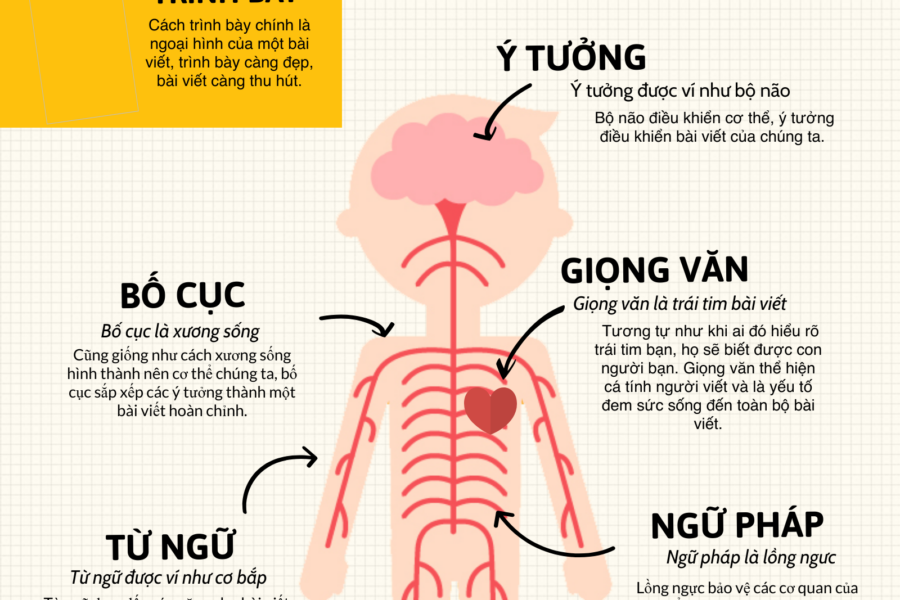 TRÌNH BÀY
Cách trình bày chính là
ngoại hình của một bài
viết, trình bày càng đẹp,
bài viết càng thu hút.
Ý TƯỞNG
Ý tưởng được ví như bộ não
Bộ não điều khiển cơ thể, ý tưởng
điều khiển bài viết của chúng ta.
BỐ CỤC
Bố cục là xương sống
Cũng giống như cách xương sống
hình thành nên cơ thể chúng ta, bố
cục sắp xếp các ý tưởng thành một
bài viết hoàn chỉnh.
GIỌNG VĂN
Giọng văn là trái tim bài viết
Tương tự như khi ai đó hiểu rõ
trái tim bạn, họ sẽ biết được con
người bạn. Giọng văn thể hiện
cá tính người viết và là yếu tố
đem sức sống đến toàn bộ bài
viết.
TỪ NGỮ
Từ ngữ được ví như cơ bắp
NGỮ PHÁP
Ngữ pháp là lồng ngưc
Lồng ngực bảo vệ các cơ quan của